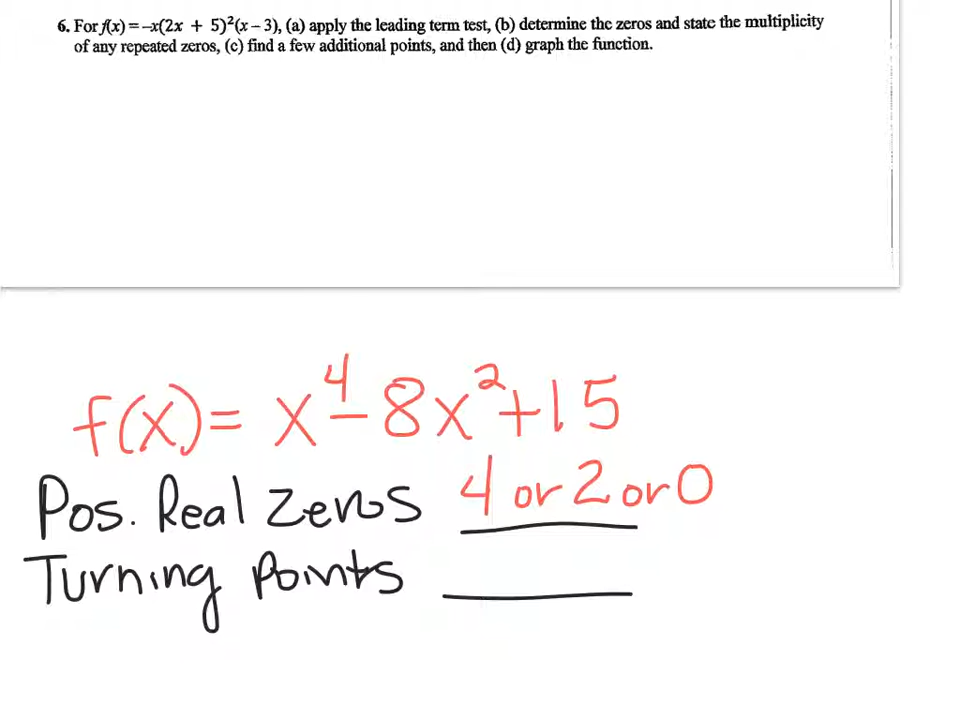 6. For f(x) = –x(2x + 5)²(x – 3), (a) apply the leading term test, (b) determine the zeros and state the multiplicity
of any repeated zeros, (c) find a few additional points, and then (d) graph the function.
f(x) = x⁴ – 8x² + 15
Pos. Real Zeros 4 or 2 or 0
Turning Points